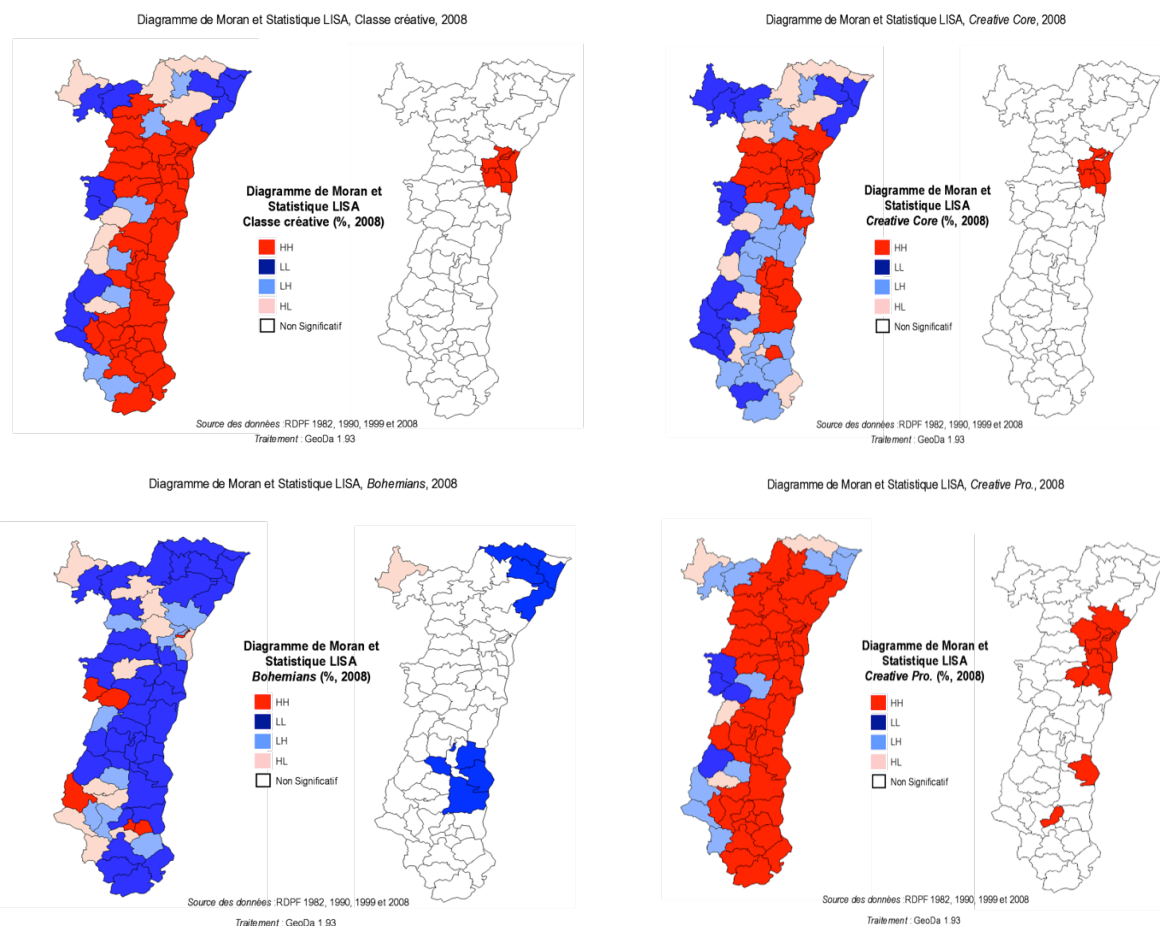 Diagramme de Moran et Statistique LISA, Classe créative, 2008
Diagramme de Moran et
Statistique LISA
Classe créative (%, 2008)
HH
LL
LH
HL
Non Significatif
Source des données :RDPF 1982, 1990, 1999 et 2008
Traitement : GeoDa 1.93
Diagramme de Moran et Statistique LISA, Creative Core, 2008
Diagramme de Moran et
Statistique LISA
Creative Core (%, 2008)
HH
LL
LH
HL
Non Significatif
Source des données :RDPF 1982, 1990, 1999 et 2008
Traitement : GeoDa 1.93
Diagramme de Moran et Statistique LISA, Bohemians, 2008
Diagramme de Moran et
Statistique LISA
Bohemians (%, 2008)
HH
LL
LH
HL
Non Significatif
Source des données :RDPF 1982, 1990, 1999 et 2008
Traitement : GeoDa 1.93
Diagramme de Moran et Statistique LISA, Creative Pro., 2008
Diagramme de Moran et
Statistique LISA
Creative Pro. (%, 2008)
HH
LL
LH
HL
Non Significatif
Source des données :RDPF 1982, 1990, 1999 et 2008
Traitement : GeoDa 1.93